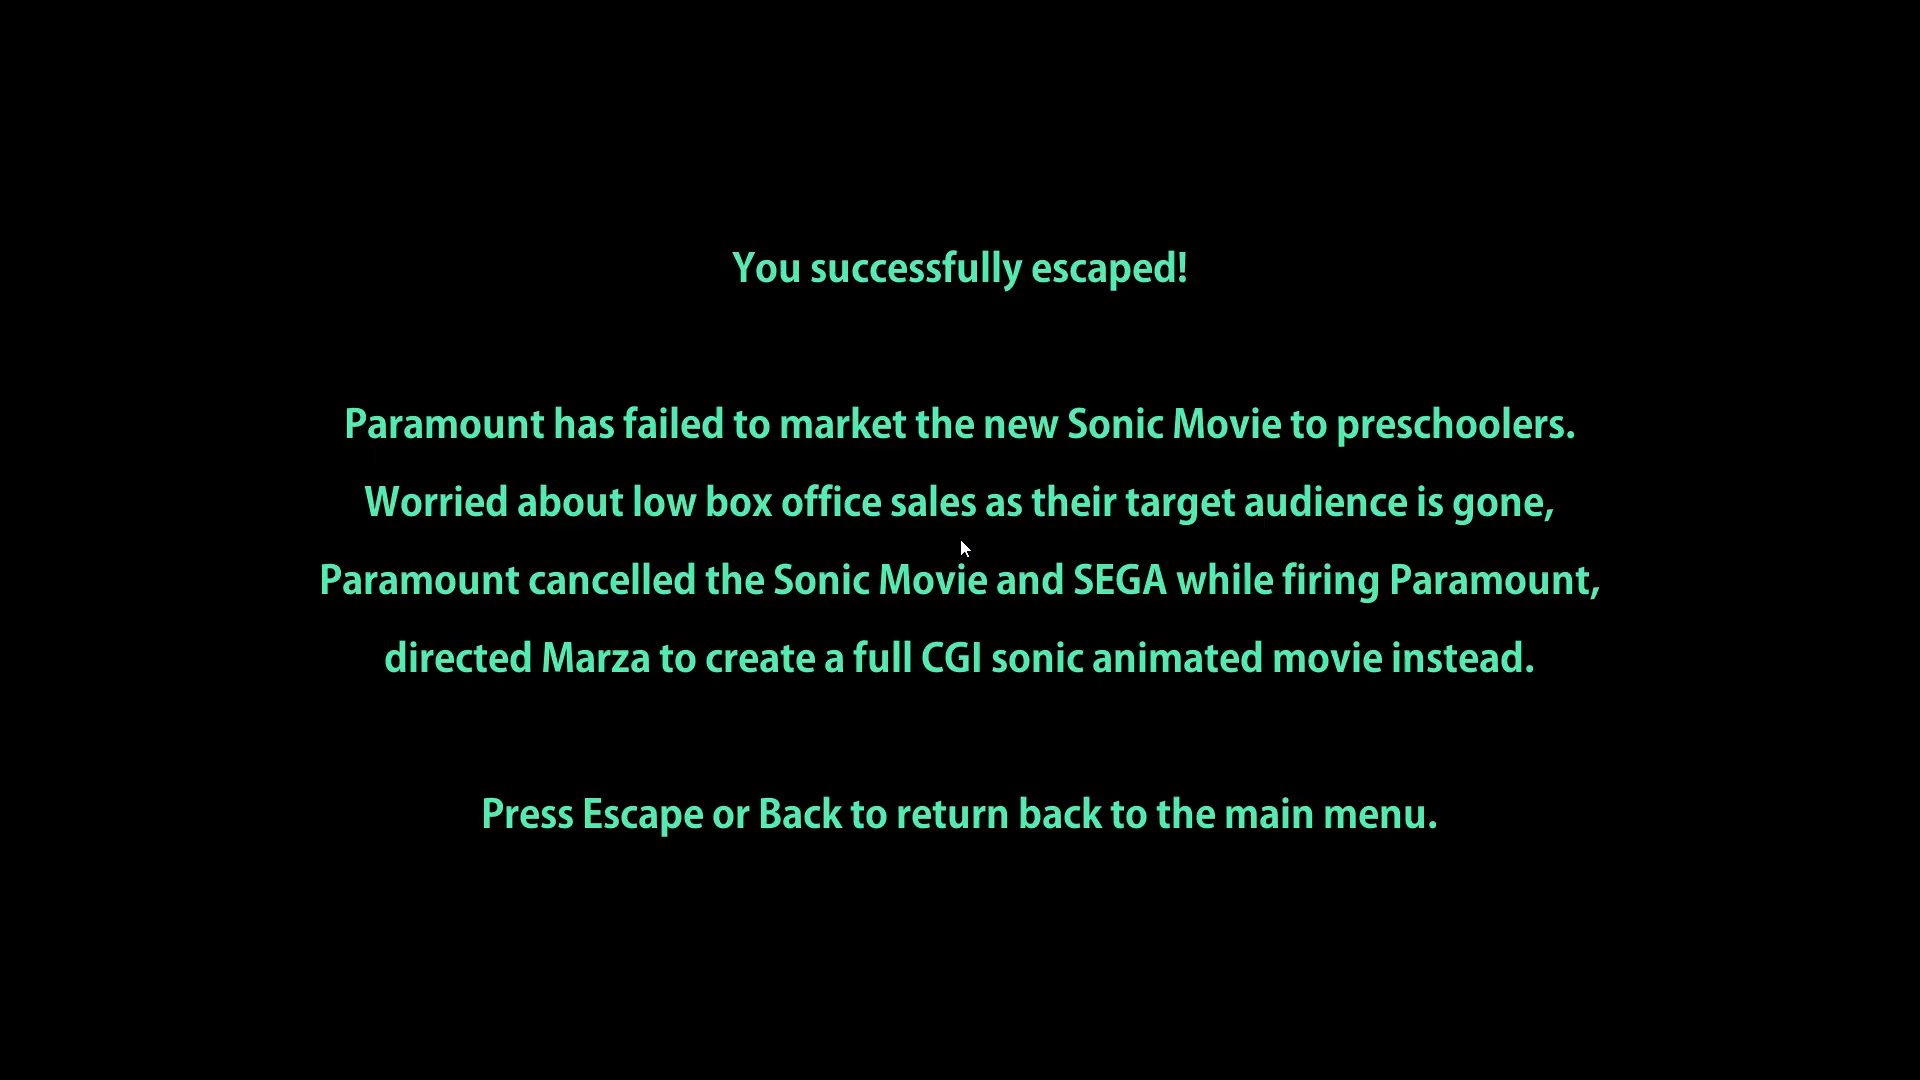 You successfully escaped!
Paramount has failed to market the new Sonic Movie to preschoolers.
Worried about low box office sales as their target audience is gone,
Paramount cancelled the Sonic Movie and SEGA while firing Paramount,
directed Marza to create a full CGI sonic animated movie instead.
Press Escape or Back to return back to the main menu.